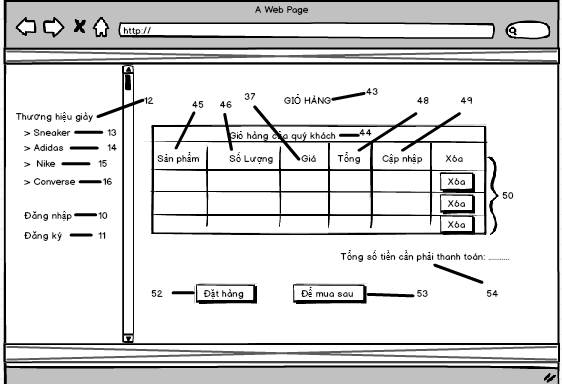 A Web Page
http://
Thương hiệu giày 12
> Sneaker 13
> Adidas 14
> Nike 15
> Converse 16
Đăng nhập 10
Đăng ký 11
GIỎ HÀNG 43
45 46 37 48 49
Giỏ hàng của quý khách 44
Sản phẩm Số Lượng Giá Tổng Cập nhập Xóa
Xóa
Xóa
Xóa
50
Tổng số tiền cần phải thanh toán: ..........
54
52 Đặt hàng Để mua sau 53